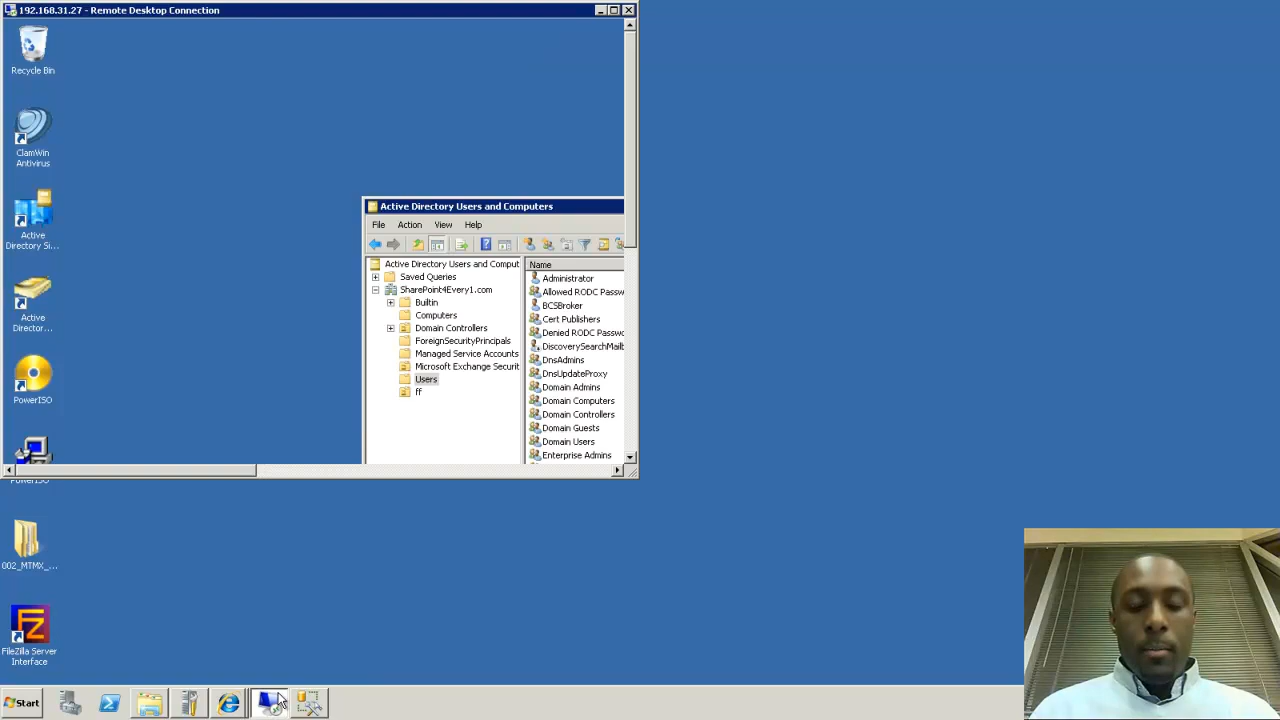 192.168.31.27 - Remote Desktop Connection
Recycle Bin
ClamWin
Antivirus
Active
Directory Si...
Active
Director...
PowerISO
PowerISO
002_MTMX_...
FileZilla Server
Interface
Active Directory Users and Computers
File Action View Help
Active Directory Users and Comput
Saved Queries
SharePoint4Every1.com
Builtin
Computers
Domain Controllers
ForeignSecurityPrincipals
Managed Service Accounts
Microsoft Exchange Securit
Users
ff
Name
Administrator
Allowed RODC Passw
BCSBroker
Cert Publishers
Denied RODC Passwo
DiscoverySearchMailb
DnsAdmins
DnsUpdateProxy
Domain Admins
Domain Computers
Domain Controllers
Domain Guests
Domain Users
Enterprise Admins
Start